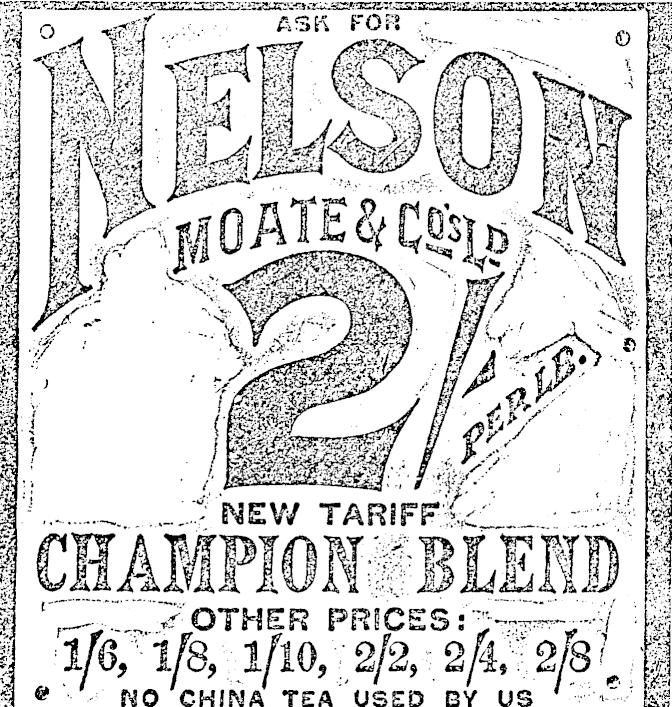 ASK FOR
NELSON
MOATE & Co's LD
2/
PER LB.
NEW TARIFF
CHAMPION BLEND
OTHER PRICES:
1/6, 1/8, 1/10, 2/2, 2/4, 2/8
NO CHINA TEA USED BY US